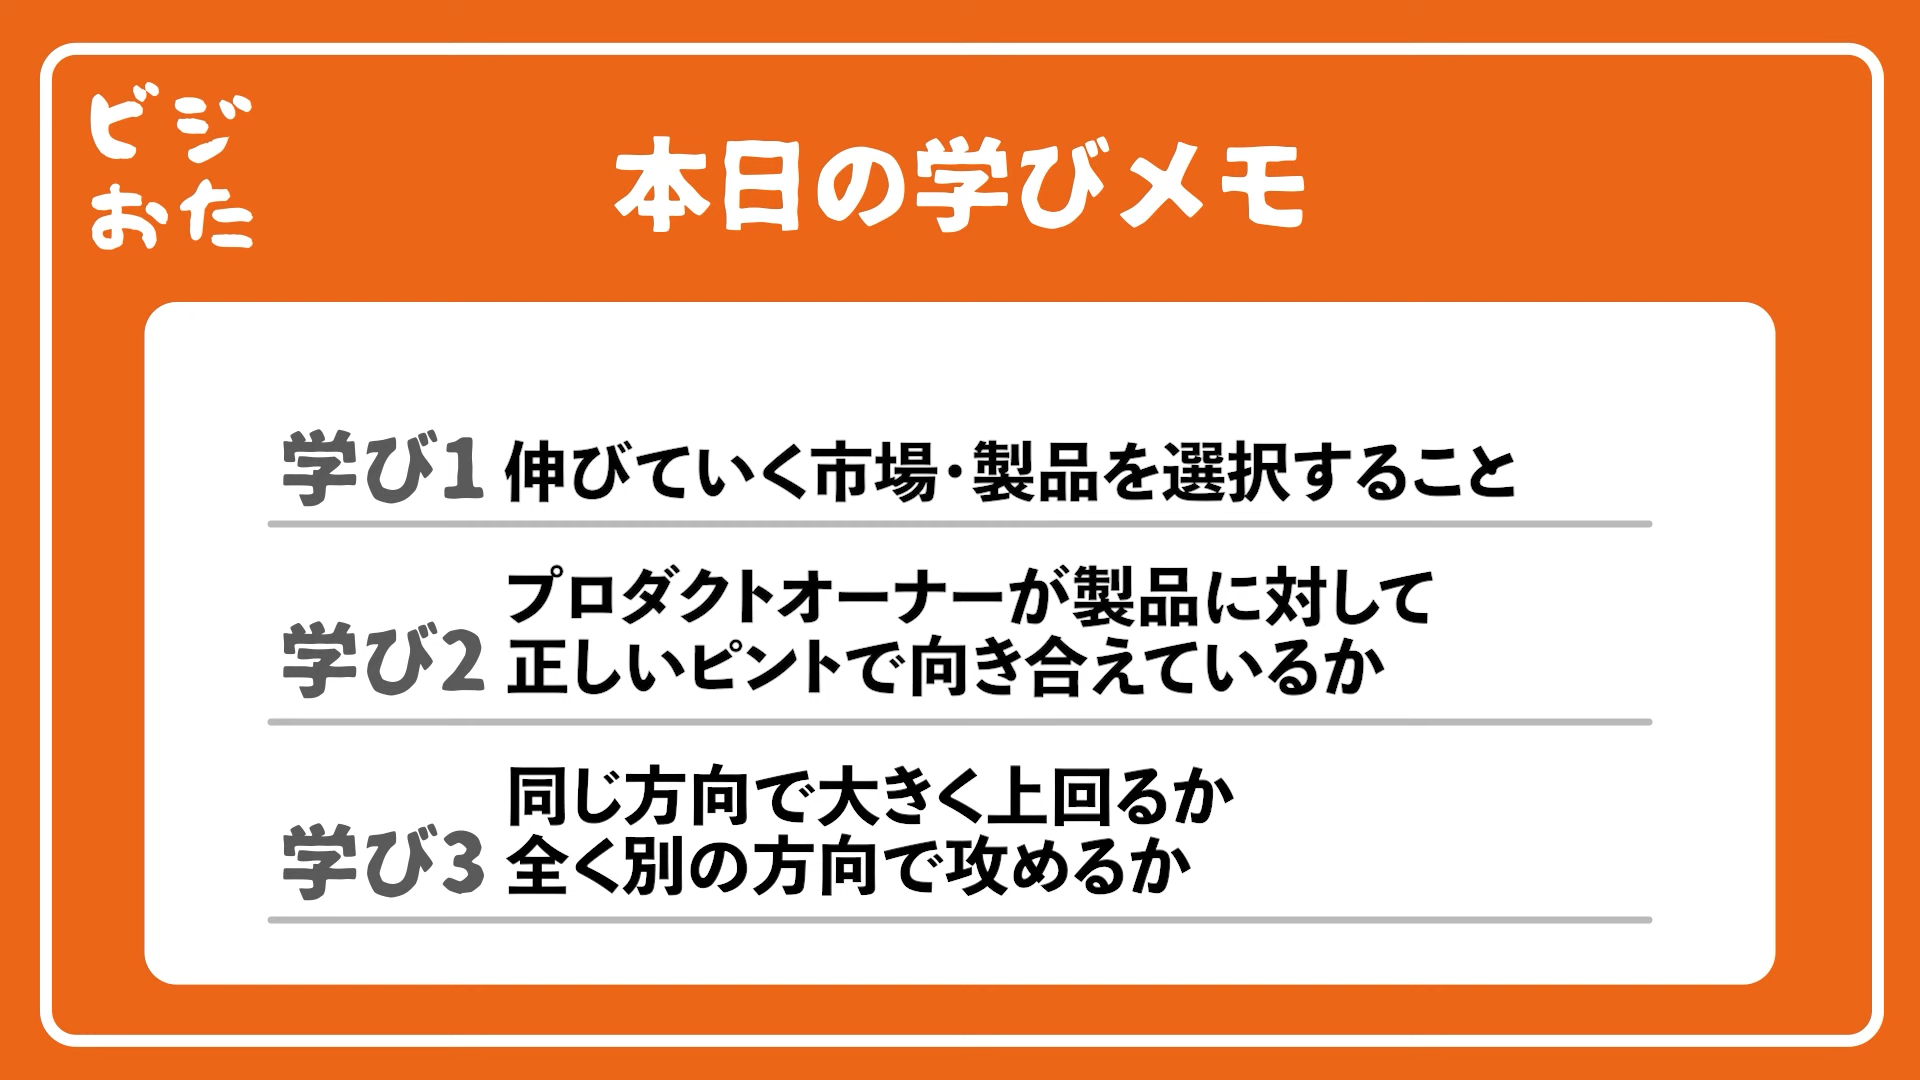 ビジ
おた
本日の学びメモ
学び1 伸びていく市場・製品を選択すること
プロダクトオーナーが製品に対して
学び2 正しいピントで向き合えているか
同じ方向で大きく上回るか
学び3 全く別の方向で攻めるか